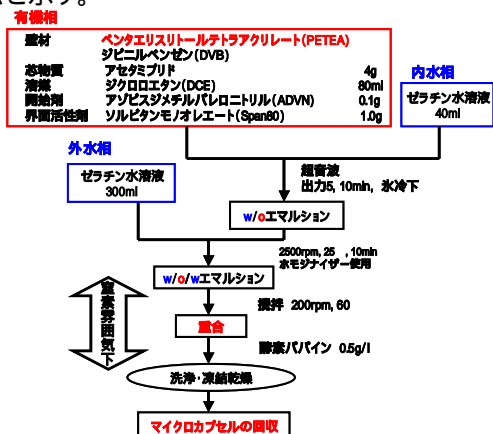 とホリ。
有機相
壁材 ペンタエリスリトールテトラアクリレート(PETEA)
ジビニルベンゼン(DVB)
芯物質 アセタミプリド 4g
溶媒 ジクロロエタン(DCE) 80ml
開始剤 アゾビスジメチルバレロニトリル(ADVN) 0.1g
界面活性剤 ソルビタンモノオレエート(Span80) 1.0g
内水相
ゼラチン水溶液
40ml
外水相
ゼラチン水溶液
300ml
超音波
出力5, 10min, 氷冷下
w/oエマルション
2500rpm, 25 , 10min
ホモジナイザー使用
w/o/wエマルション
窒素雰囲気下
攪拌 200rpm, 60
重合
酵素パパイン 0.5g/l
洗浄・凍結乾燥
マイクロカプセルの回収